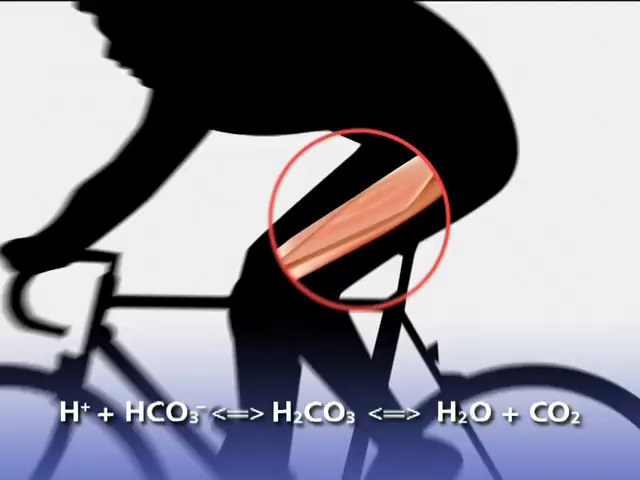 H⁺ + HCO₃⁻ <=> H₂CO₃ <=> H₂O + CO₂